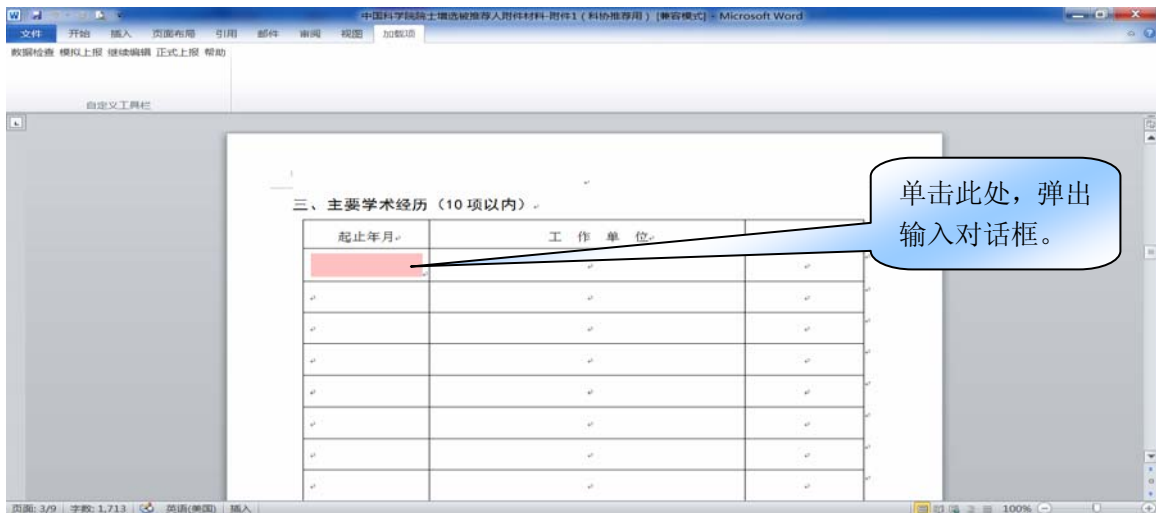 中国科学院院士增选被推荐人附件材料-附件1（科协推荐用）[兼容模式] - Microsoft Word
文件 开始 插入 页面布局 引用 邮件 审阅 视图 加载项
数据检查 模拟上报 继续编辑 正式上报 帮助
自定义工具栏
三、主要学术经历（10 项以内）
起止年月 工 作 单 位
单击此处，弹出
输入对话框。
页面: 3/9 字数: 1,713 英语(美国) 插入 100%